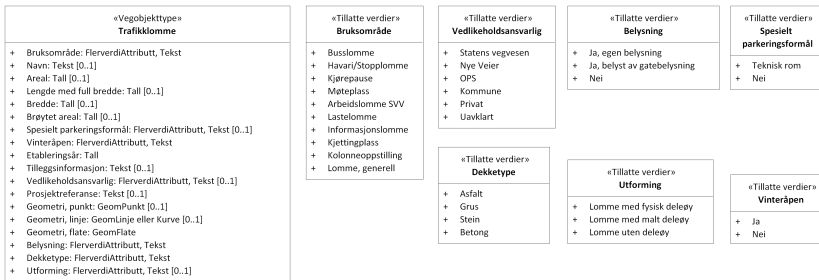 «Vegobjekttype»
Trafikklomme
+ Bruksområde: FlerverdiAttributt, Tekst
+ Navn: Tekst [0..1]
+ Areal: Tall [0..1]
+ Lengde med full bredde: Tall [0..1]
+ Bredde: Tall [0..1]
+ Brøytet areal: Tall [0..1]
+ Spesielt parkeringsformål: FlerverdiAttributt, Tekst [0..1]
+ Vinteråpen: FlerverdiAttributt, Tekst
+ Etableringsår: Tall
+ Tilleggsinformasjon: Tekst [0..1]
+ Vedlikeholdsansvarlig: FlerverdiAttributt, Tekst [0..1]
+ Prosjektreferanse: Tekst [0..1]
+ Geometri, punkt: GeomPunkt [0..1]
+ Geometri, linje: GeomLinje eller Kurve [0..1]
+ Geometri, flate: GeomFlate
+ Belysning: FlerverdiAttributt, Tekst
+ Dekketype: FlerverdiAttributt, Tekst
+ Utforming: FlerverdiAttributt, Tekst [0..1]
«Tillatte verdier»
Bruksområde
+ Busslomme
+ Havari/Stopplomme
+ Kjørepause
+ Møteplass
+ Arbeidslomme SVV
+ Lastelomme
+ Informasjonslomme
+ Kjettingplass
+ Kolonneoppstilling
+ Lomme, generell
«Tillatte verdier»
Vedlikeholdsansvarlig
+ Statens vegvesen
+ Nye Veier
+ OPS
+ Kommune
+ Privat
+ Uavklart
«Tillatte verdier»
Belysning
+ Ja, egen belysning
+ Ja, belyst av gatebelysning
+ Nei
«Tillatte verdier»
Spesielt
parkeringsformål
+ Teknisk rom
+ Nei
«Tillatte verdier»
Dekketype
+ Asfalt
+ Grus
+ Stein
+ Betong
«Tillatte verdier»
Utforming
+ Lomme med fysisk deleøy
+ Lomme med malt deleøy
+ Lomme uten deleøy
«Tillatte verdier»
Vinteråpen
+ Ja
+ Nei